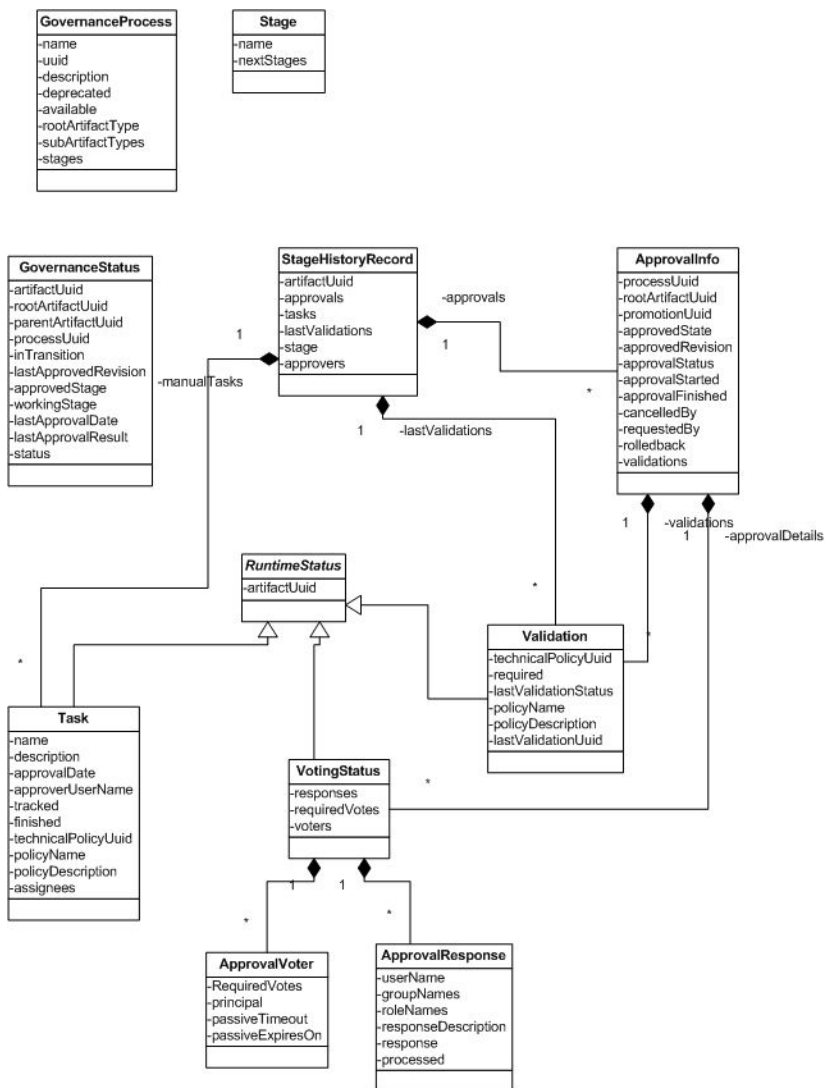 GovernanceProcess
-name
-uuid
-description
-deprecated
-available
-rootArtifactType
-subArtifactTypes
-stages
Stage
-name
-nextStages
GovernanceStatus
-artifactUuid
-rootArtifactUuid
-parentArtifactUuid
-processUuid
-inTransition
-lastApprovedRevision
-approvedStage
-workingStage
-lastApprovalDate
-lastApprovalResult
-status
StageHistoryRecord
-artifactUuid
-approvals
-tasks
-lastValidations
-stage
-approvers
ApprovalInfo
-processUuid
-rootArtifactUuid
-promotionUuid
-approvedState
-approvedRevision
-approvalStatus
-approvalStarted
-approvalFinished
-cancelledBy
-requestedBy
-rolledback
-validations
-approvals
1
1
*
-manualTasks
1
-lastValidations
1
-validations
1
-approvalDetails
RuntimeStatus
-artifactUuid
*
*
*
Validation
-technicalPolicyUuid
-required
-lastValidationStatus
-policyName
-policyDescription
-lastValidationUuid
Task
-name
-description
-approvalDate
-approverUserName
-tracked
-finished
-technicalPolicyUuid
-policyName
-policyDescription
-assignees
VotingStatus
-responses
-requiredVotes
-voters
*
1
1
*
*
ApprovalVoter
-RequiredVotes
-principal
-passiveTimeout
-passiveExpiresOn
ApprovalResponse
-userName
-groupNames
-roleNames
-responseDescription
-response
-processed